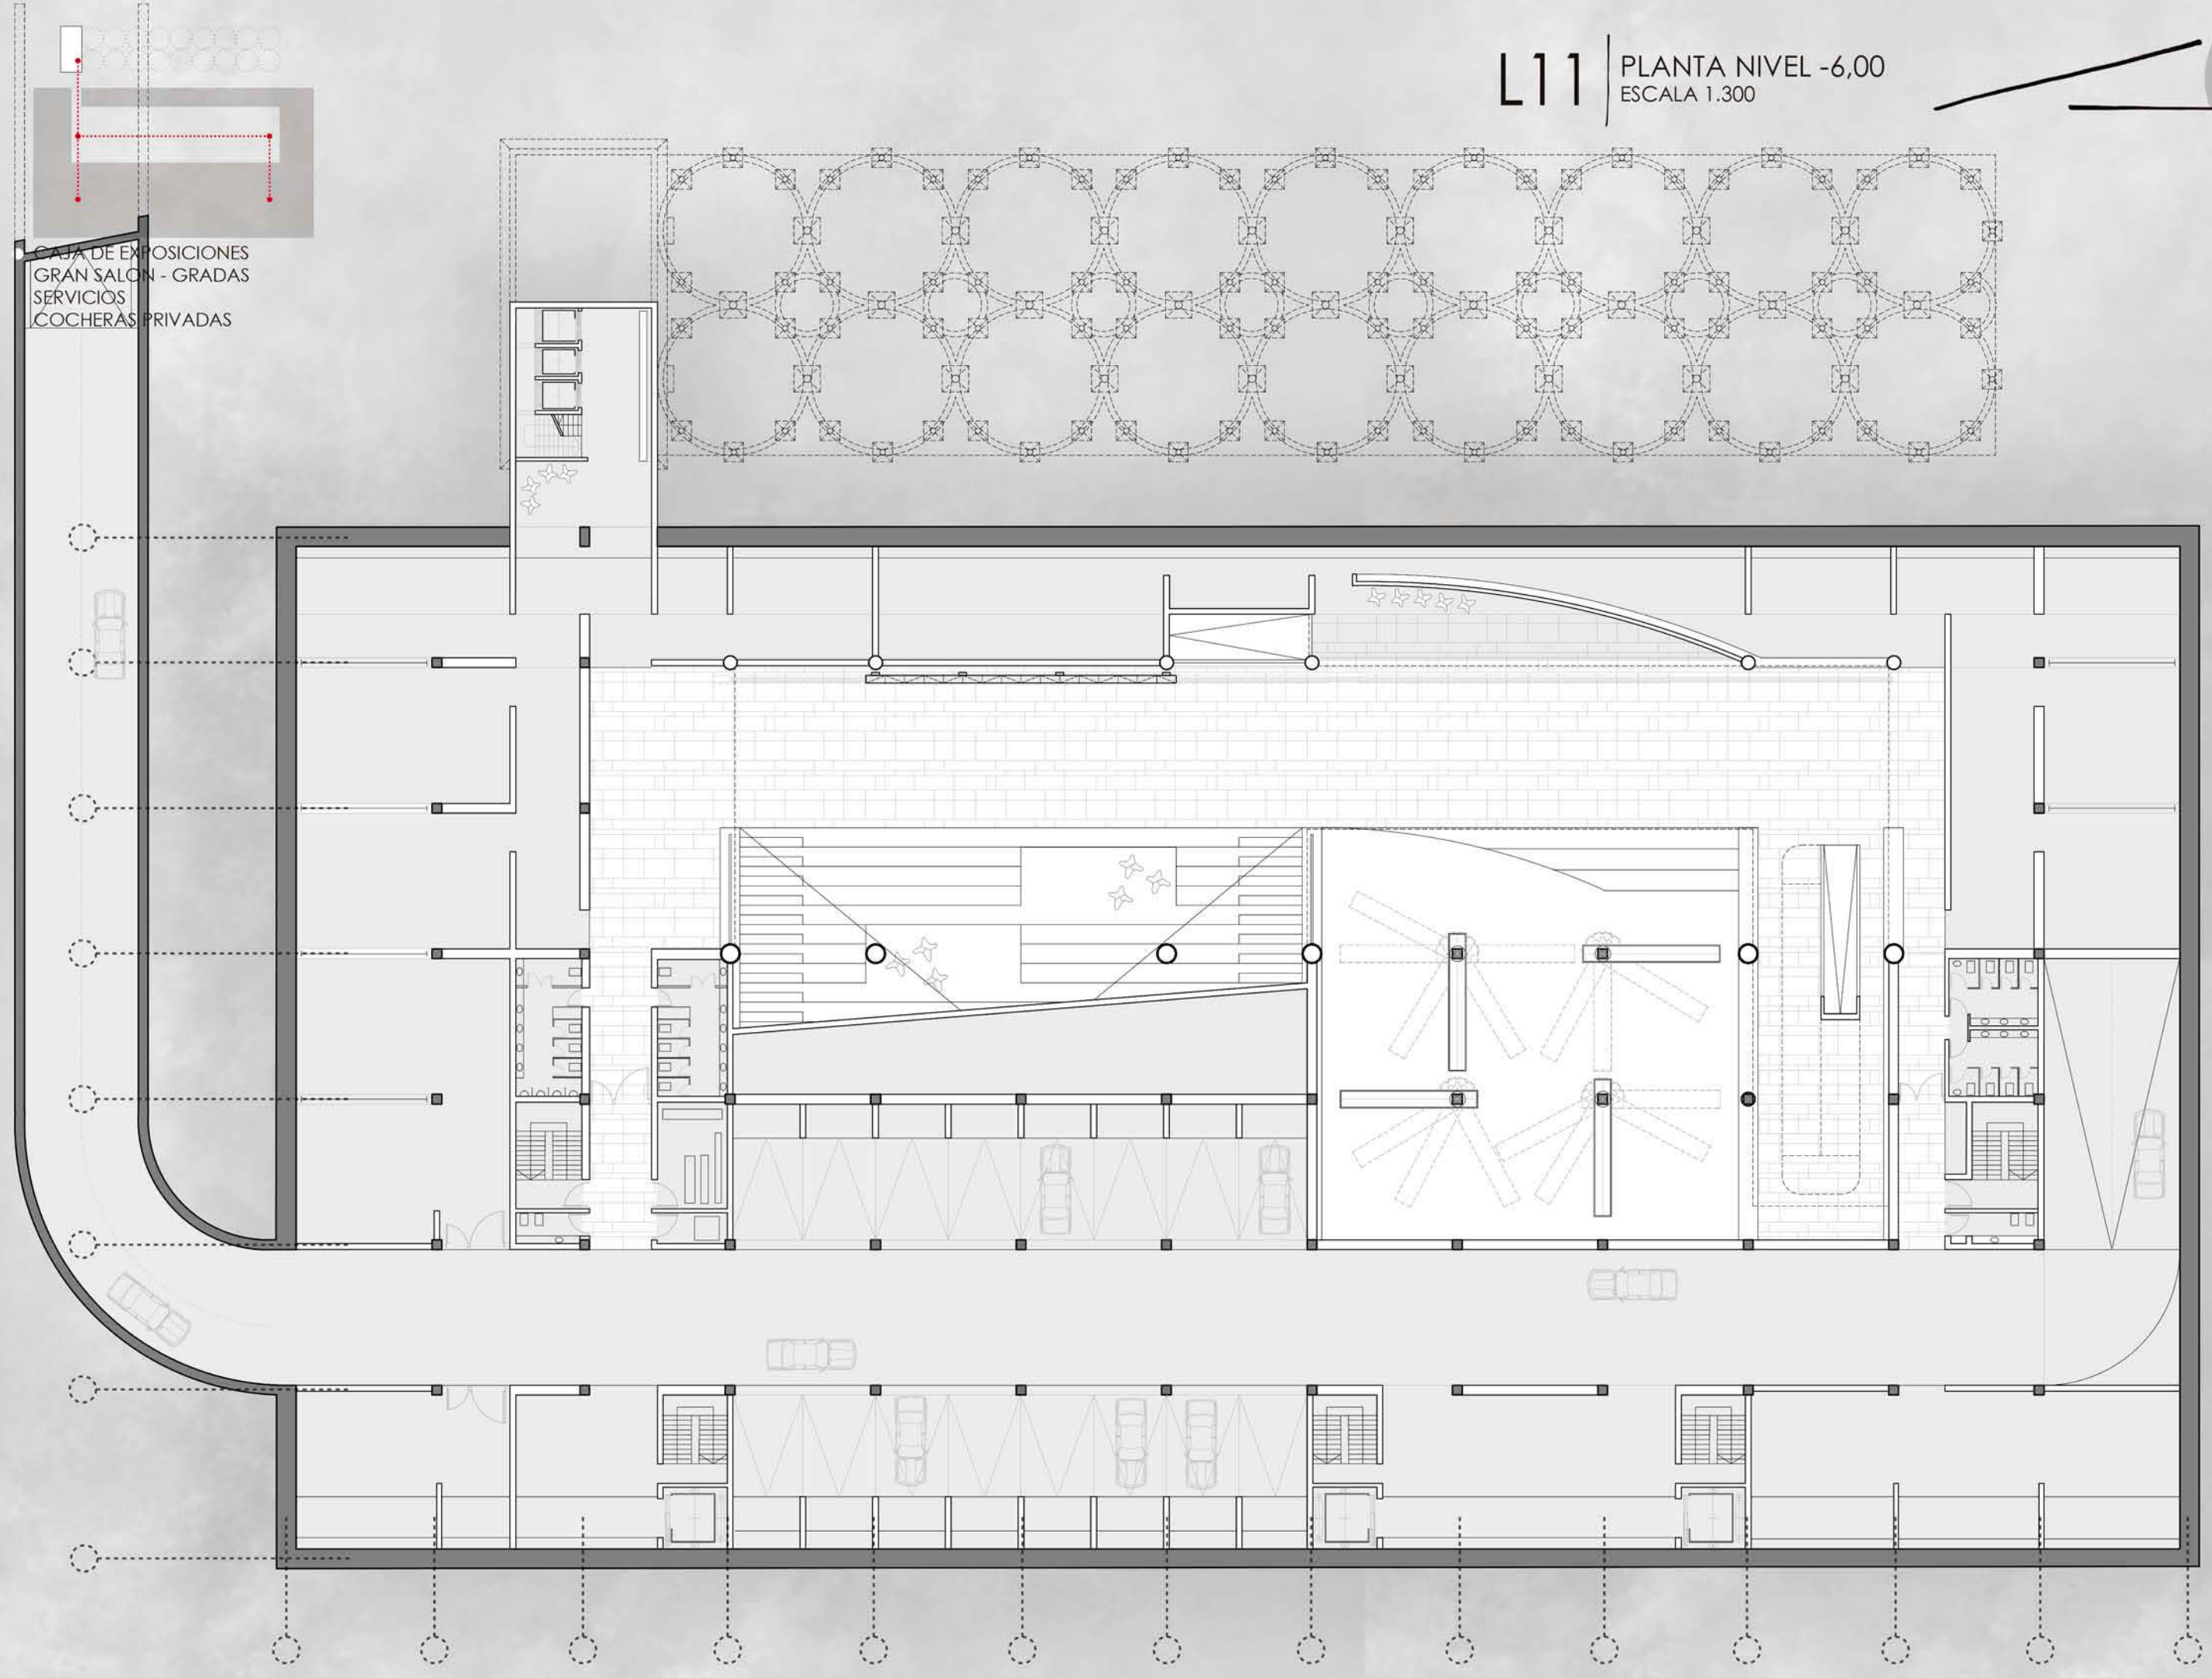 L11
PLANTA NIVEL -6,00
ESCALA 1.300
CAJA DE EXPOSICIONES
GRAN SALON - GRADAS
SERVICIOS
COCHERAS PRIVADAS